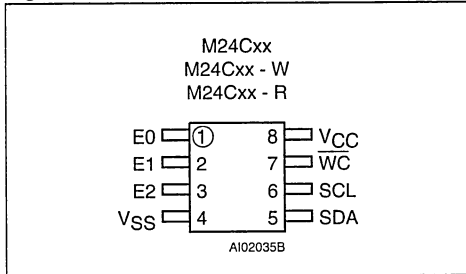 M24Cxx
M24Cxx - W
M24Cxx - R
E0 1 8 VCC
E1 2 7 WC
E2 3 6 SCL
VSS 4 5 SDA
AI02035B